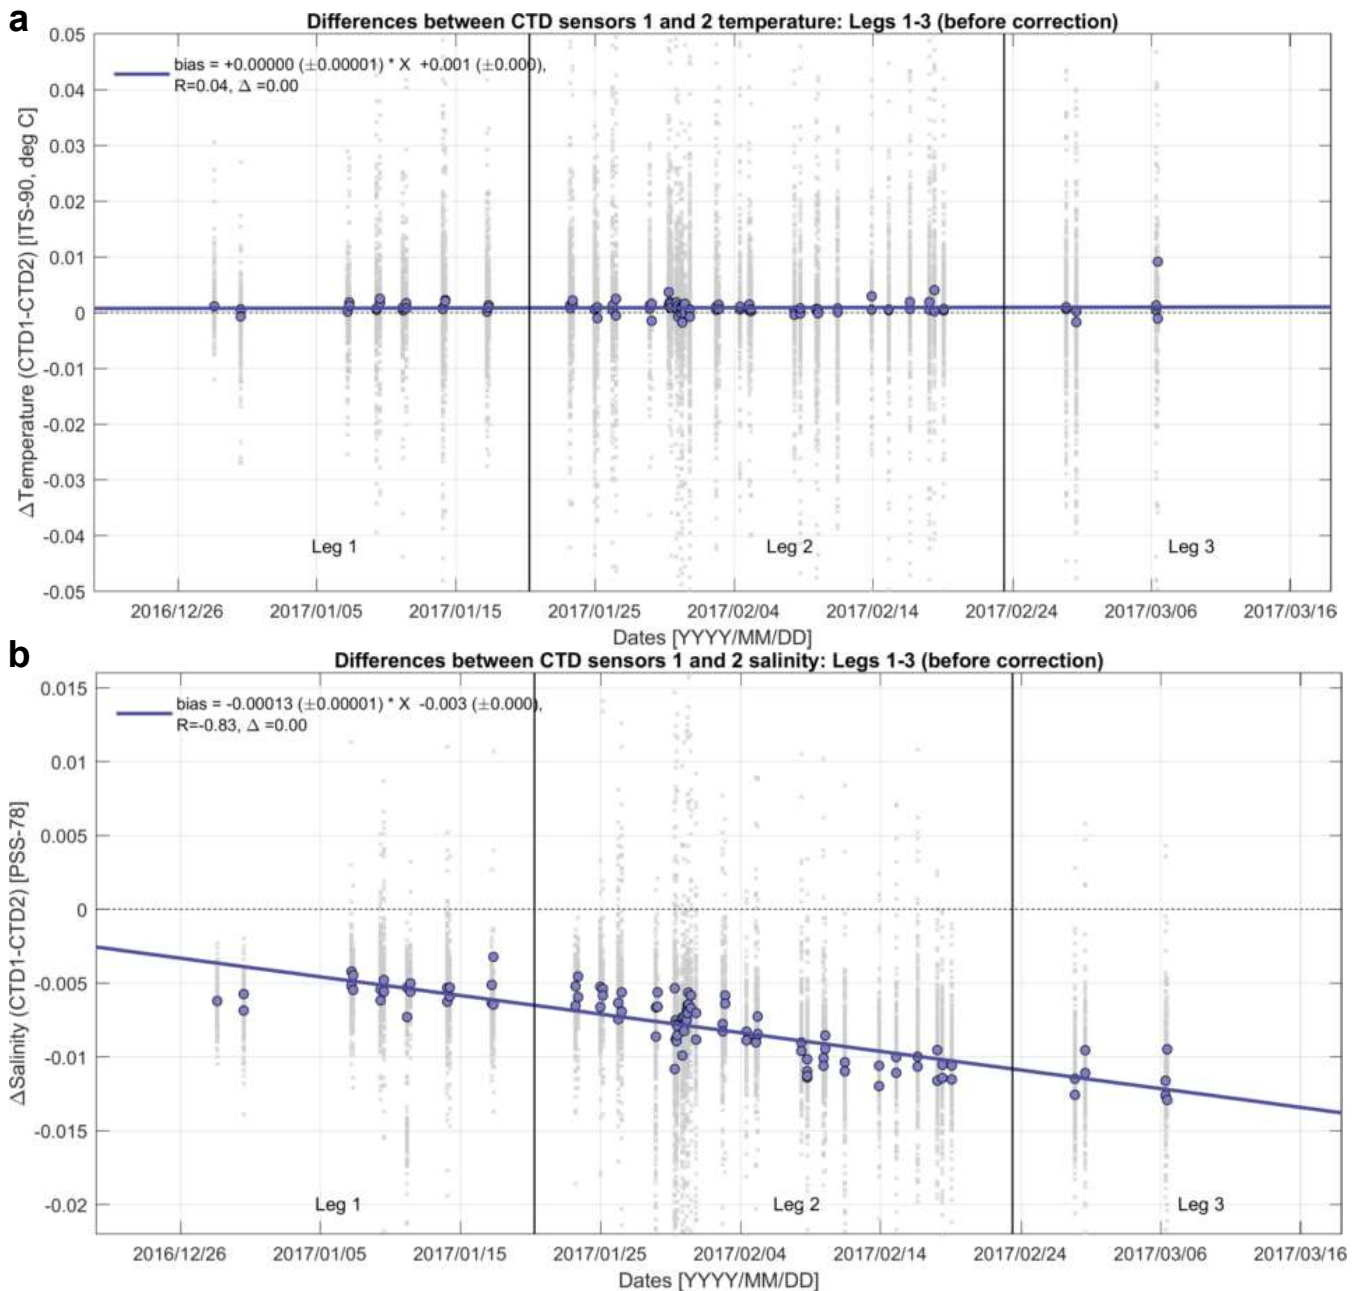 a
Differences between CTD sensors 1 and 2 temperature: Legs 1-3 (before correction)
bias = +0.00000 (±0.00001) * X +0.001 (±0.000),
R=0.04, Δ =0.00
ΔTemperature (CTD1-CTD2) [ITS-90, deg C]
0.05
0.04
0.03
0.02
0.01
0
-0.01
-0.02
-0.03
-0.04
-0.05
Leg 1
Leg 2
Leg 3
2016/12/26
2017/01/05
2017/01/15
2017/01/25
2017/02/04
2017/02/14
2017/02/24
2017/03/06
2017/03/16
Dates [YYYY/MM/DD]
b
Differences between CTD sensors 1 and 2 salinity: Legs 1-3 (before correction)
bias = -0.00013 (±0.00001) * X -0.003 (±0.000),
R=-0.83, Δ =0.00
ΔSalinity (CTD1-CTD2) [PSS-78]
0.015
0.01
0.005
0
-0.005
-0.01
-0.015
-0.02
Leg 1
Leg 2
Leg 3
2016/12/26
2017/01/05
2017/01/15
2017/01/25
2017/02/04
2017/02/14
2017/02/24
2017/03/06
2017/03/16
Dates [YYYY/MM/DD]